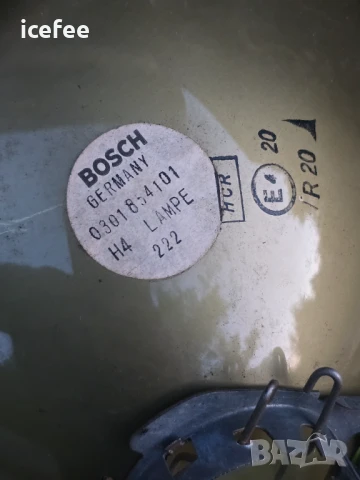 icefee
BOSCH
GERMANY
0301854101
H4 LAMPE
222
HCR
E4
20
/R 20
BAZAR